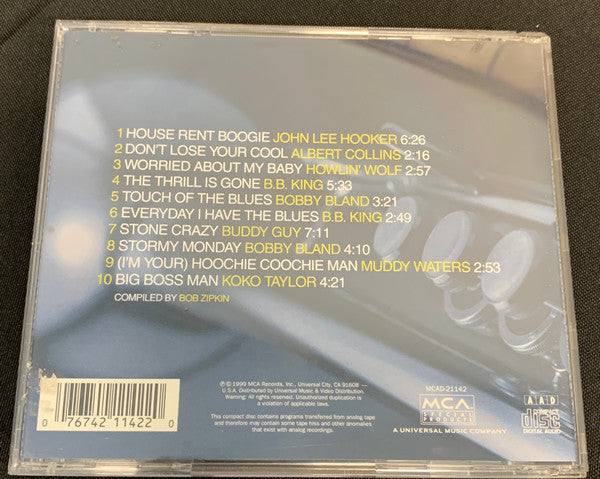 1 HOUSE RENT BOOGIE JOHN LEE HOOKER 6:26
2 DON'T LOSE YOUR COOL ALBERT COLLINS 2:16
3 WORRIED ABOUT MY BABY HOWLIN' WOLF 2:57
4 THE THRILL IS GONE B.B. KING 5:33
5 TOUCH OF THE BLUES BOBBY BLAND 3:21
6 EVERYDAY I HAVE THE BLUES B.B. KING 2:49
7 STONE CRAZY BUDDY GUY 7:11
8 STORMY MONDAY BOBBY BLAND 4:10
9 (I'M YOUR) HOOCHIE COOCHIE MAN MUDDY WATERS 2:53
10 BIG BOSS MAN KOKO TAYLOR 4:21
COMPILED BY BOB ZIPKIN
℗ © 1999 MCA Records, Inc., Universal City, CA 91608 —
U.S.A. Distributed by Universal Music & Video Distribution.
Warning: All rights reserved. Unauthorized duplication is
a violation of applicable laws.
This compact disc contains programs transferred from analog tape
and therefore may contain some tape hiss and other anomalies
that exist with analog recordings.
0 76742 11422 0
MCAD-21142
MCA
SPECIAL
PRODUCTS
A UNIVERSAL MUSIC COMPANY
AAD
COMPACT
disc
DIGITAL AUDIO